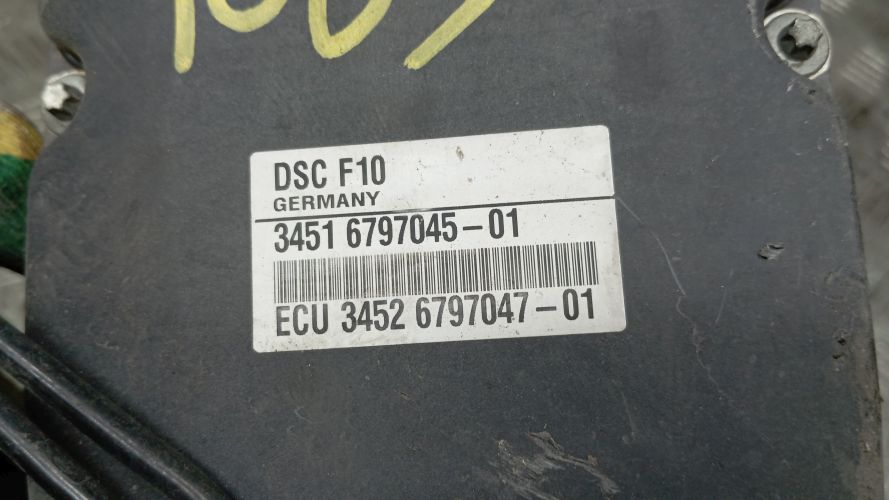 DSC F10
GERMANY
3451 6797045-01
ECU 3452 6797047-01